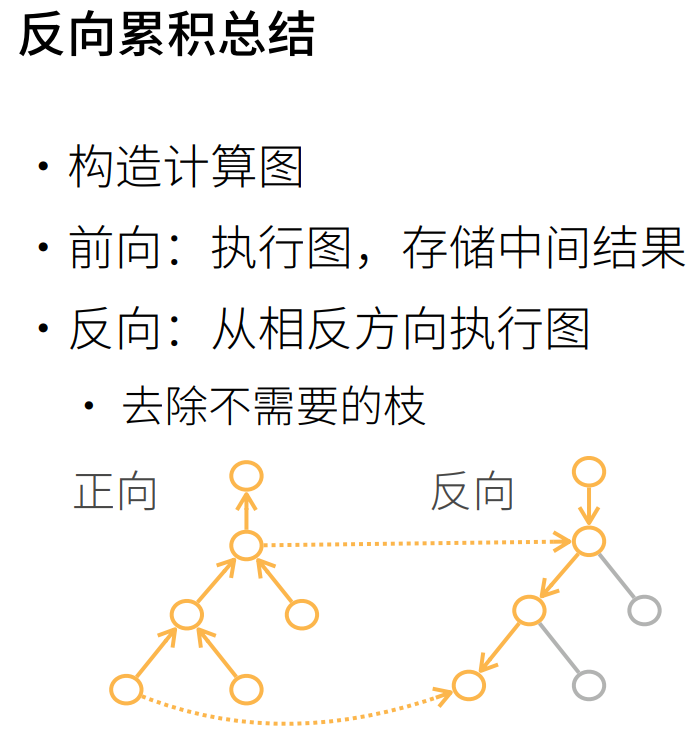 反向累积总结
• 构造计算图
• 前向：执行图，存储中间结果
• 反向：从相反方向执行图
• 去除不需要的枝
正向
反向